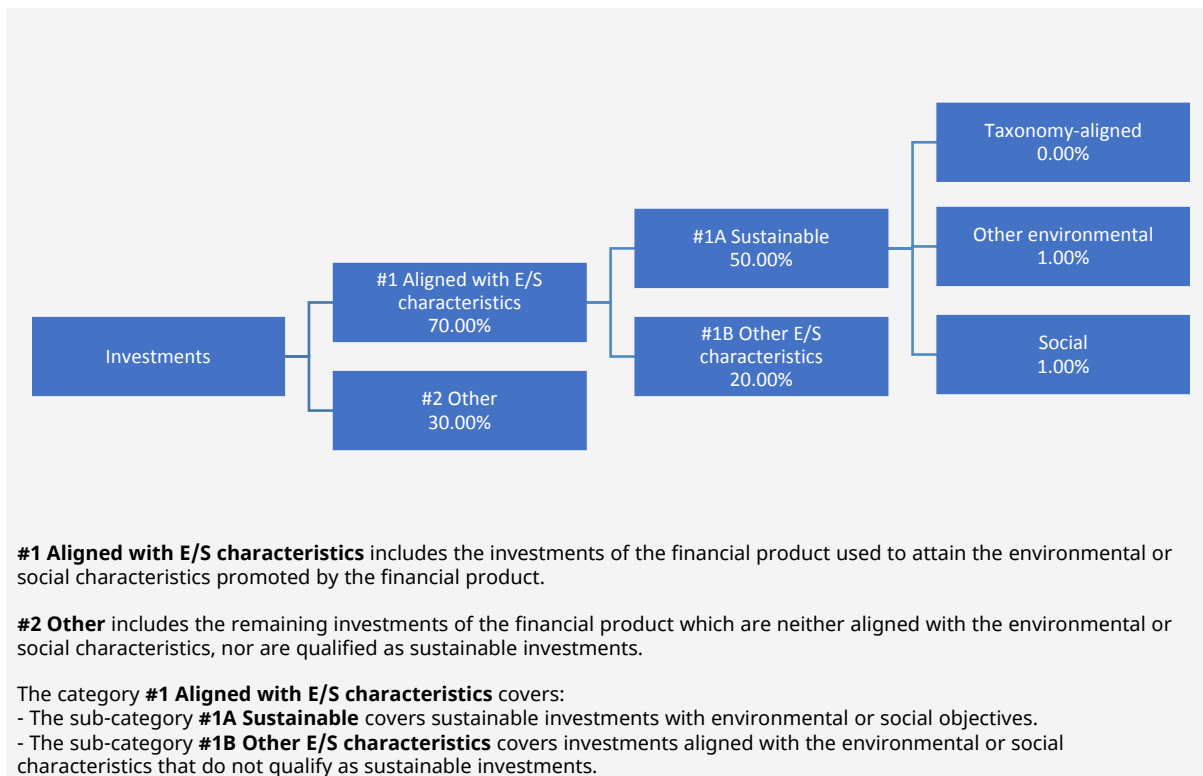 Investments
#1 Aligned with E/S
characteristics
70.00%
#2 Other
30.00%
#1A Sustainable
50.00%
#1B Other E/S
characteristics
20.00%
Taxonomy-aligned
0.00%
Other environmental
1.00%
Social
1.00%
#1 Aligned with E/S characteristics includes the investments of the financial product used to attain the environmental or
social characteristics promoted by the financial product.
#2 Other includes the remaining investments of the financial product which are neither aligned with the environmental or
social characteristics, nor are qualified as sustainable investments.
The category #1 Aligned with E/S characteristics covers:
- The sub-category #1A Sustainable covers sustainable investments with environmental or social objectives.
- The sub-category #1B Other E/S characteristics covers investments aligned with the environmental or social
characteristics that do not qualify as sustainable investments.